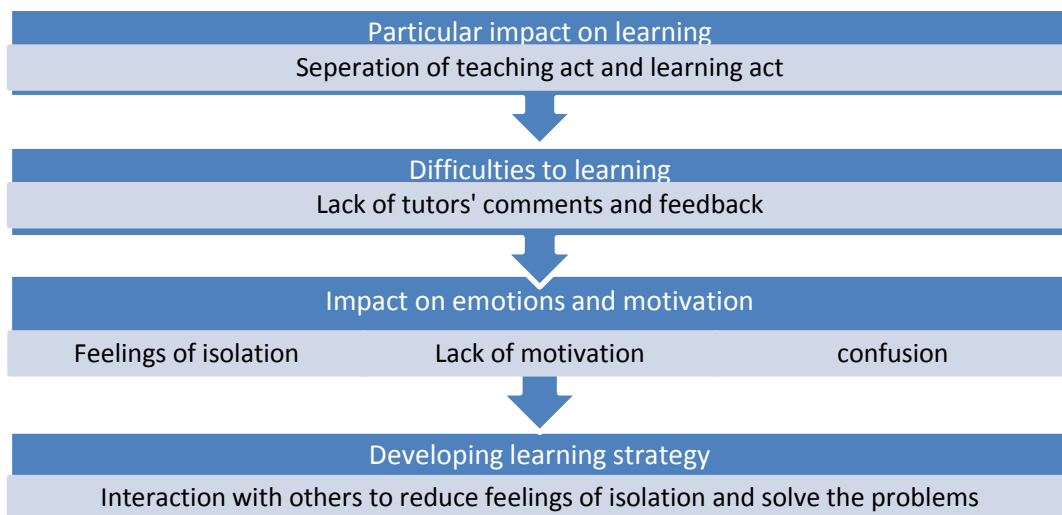 Particular impact on learning
Seperation of teaching act and learning act
Difficulties to learning
Lack of tutors' comments and feedback
Impact on emotions and motivation
Feelings of isolation Lack of motivation confusion
Developing learning strategy
Interaction with others to reduce feelings of isolation and solve the problems